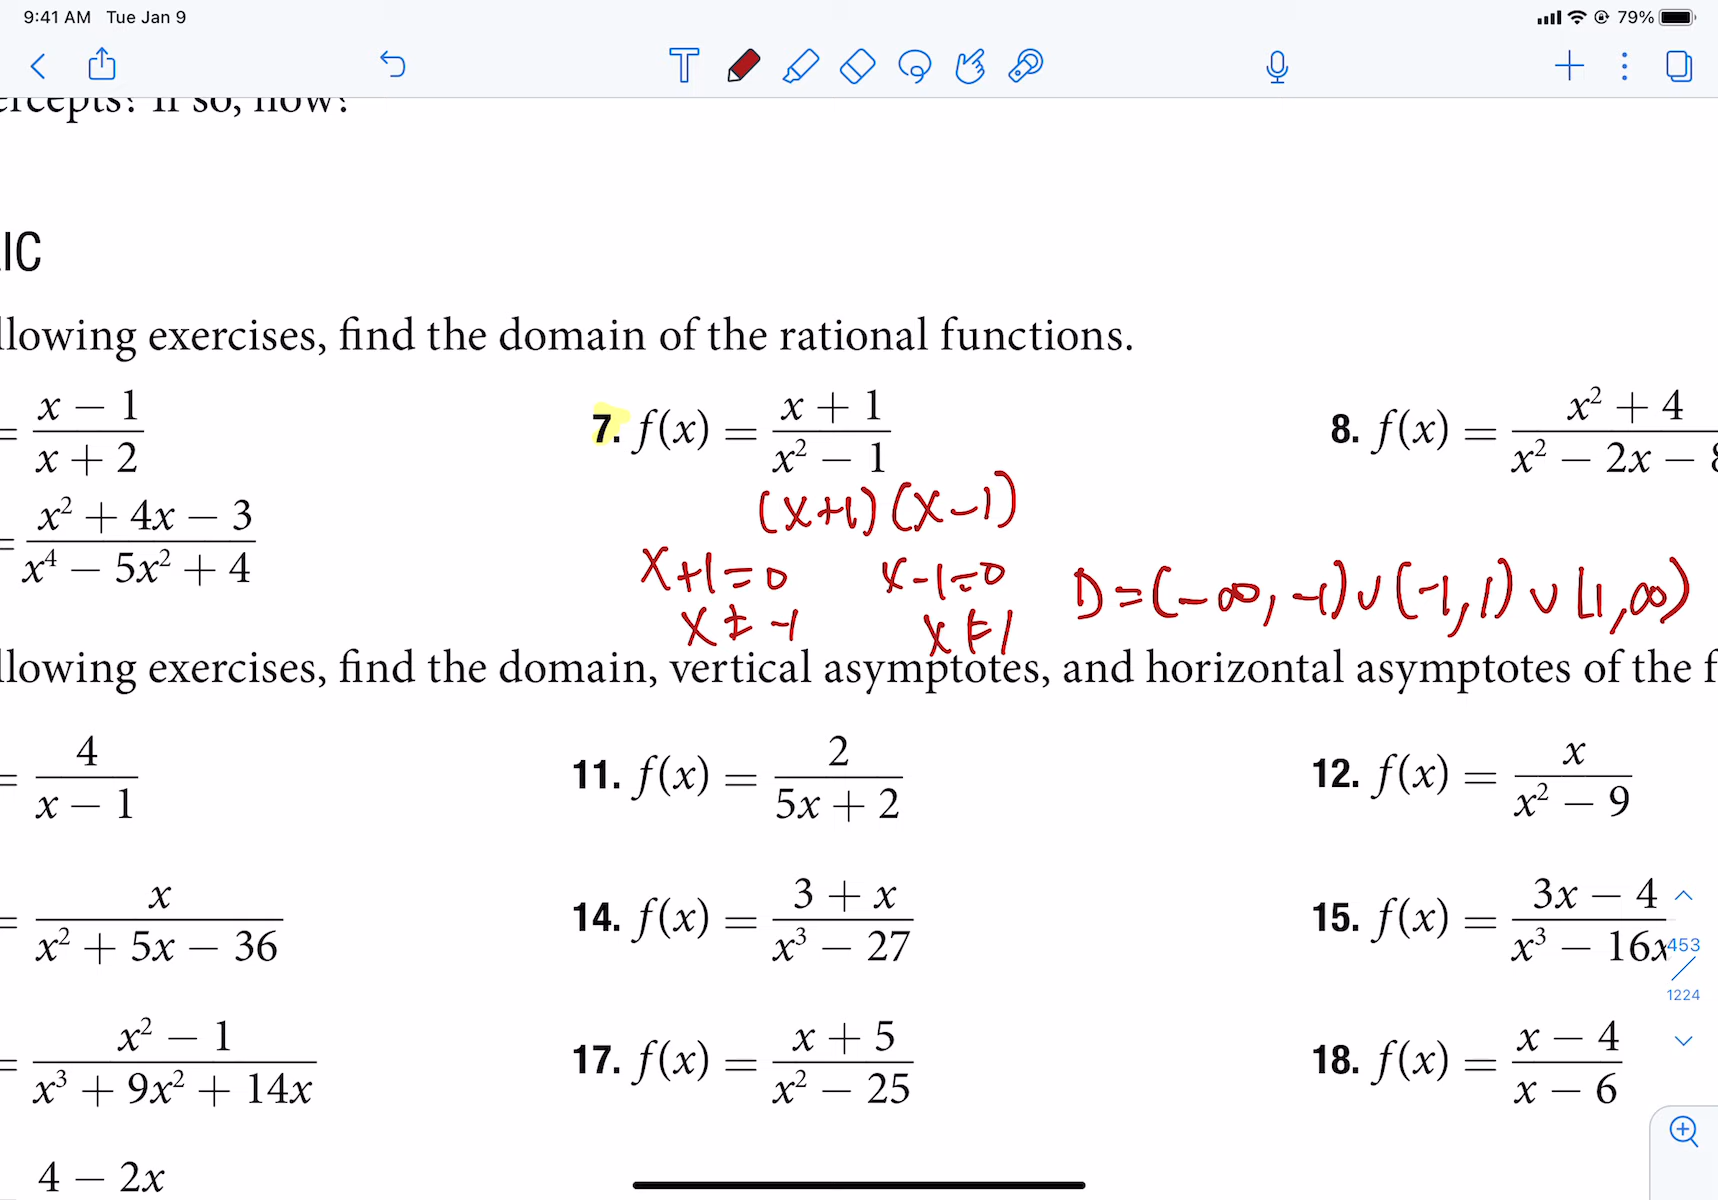 9:41 AM Tue Jan 9
79%
ercepts? If so, how?
IC
llowing exercises, find the domain of the rational functions.
= x − 1 / x + 2
7. f(x) = x + 1 / x² − 1
8. f(x) = x² + 4 / x² − 2x − 8
(x+1)(x-1)
= x² + 4x − 3 / x⁴ − 5x² + 4
x+1=0 x-1=0
x ≠ -1 x ≠ 1
D=(-∞,-1)∪(-1,1)∪(1,∞)
llowing exercises, find the domain, vertical asymptotes, and horizontal asymptotes of the f
= 4 / x − 1
11. f(x) = 2 / 5x + 2
12. f(x) = x / x² − 9
= x / x² + 5x − 36
14. f(x) = 3 + x / x³ − 27
15. f(x) = 3x − 4 / x³ − 16x
453
1224
= x² − 1 / x³ + 9x² + 14x
17. f(x) = x + 5 / x² − 25
18. f(x) = x − 4 / x − 6
4 − 2x